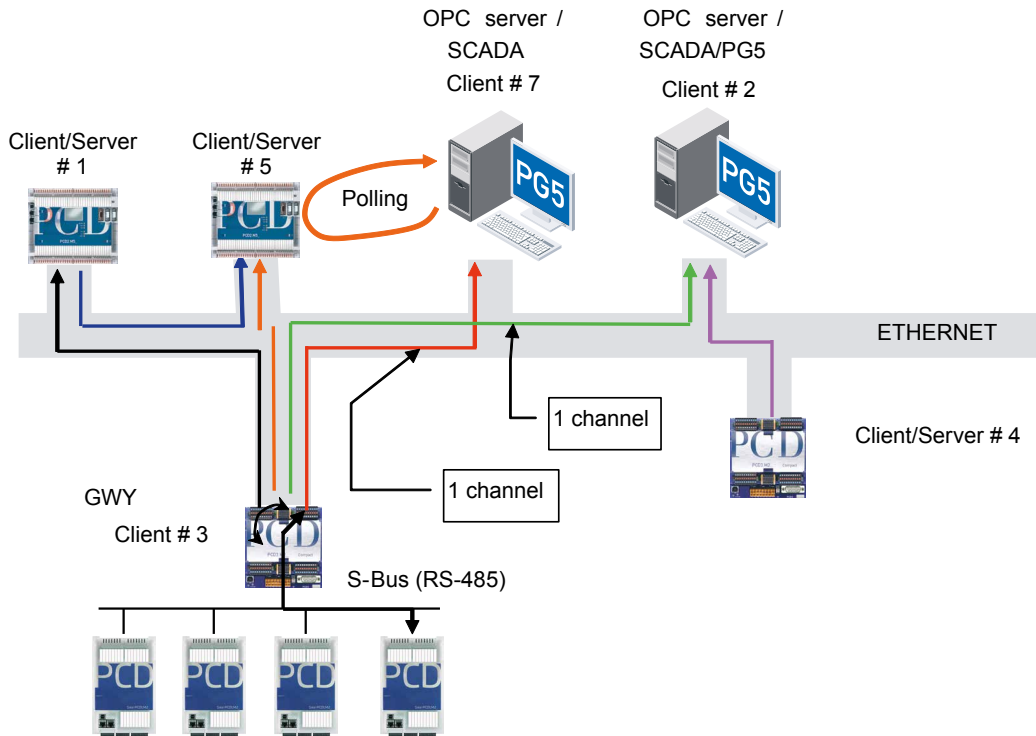 OPC server /
SCADA
Client # 7
OPC server /
SCADA/PG5
Client # 2
Client/Server
# 1
Client/Server
# 5
Polling
PG5
PG5
PCD
PCD
ETHERNET
1 channel
1 channel
PCD
Client/Server # 4
GWY
Client # 3
PCD
S-Bus (RS-485)
PCD
PCD
PCD
PCD